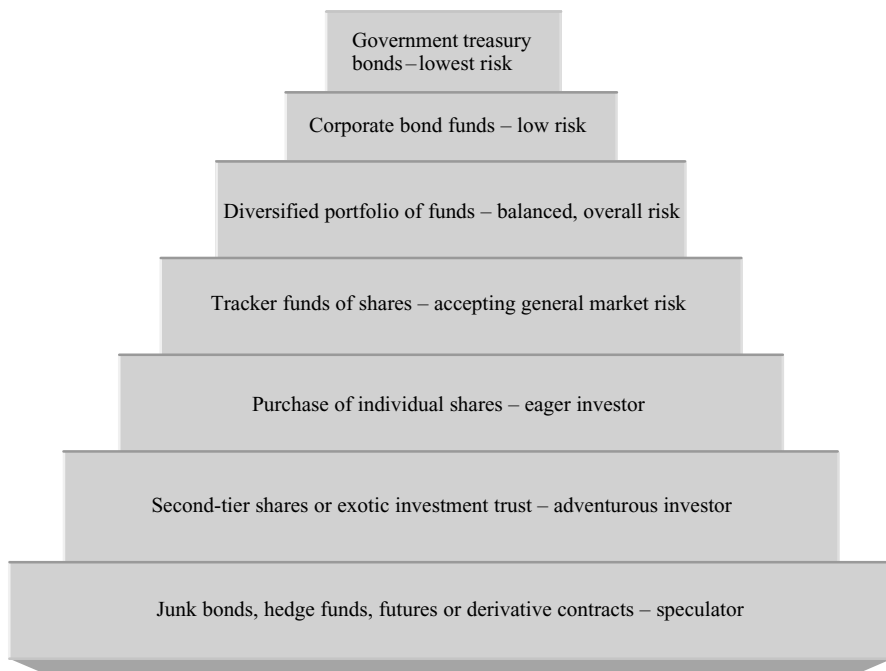 Government treasury
bonds – lowest risk
Corporate bond funds – low risk
Diversified portfolio of funds – balanced, overall risk
Tracker funds of shares – accepting general market risk
Purchase of individual shares – eager investor
Second-tier shares or exotic investment trust – adventurous investor
Junk bonds, hedge funds, futures or derivative contracts – speculator